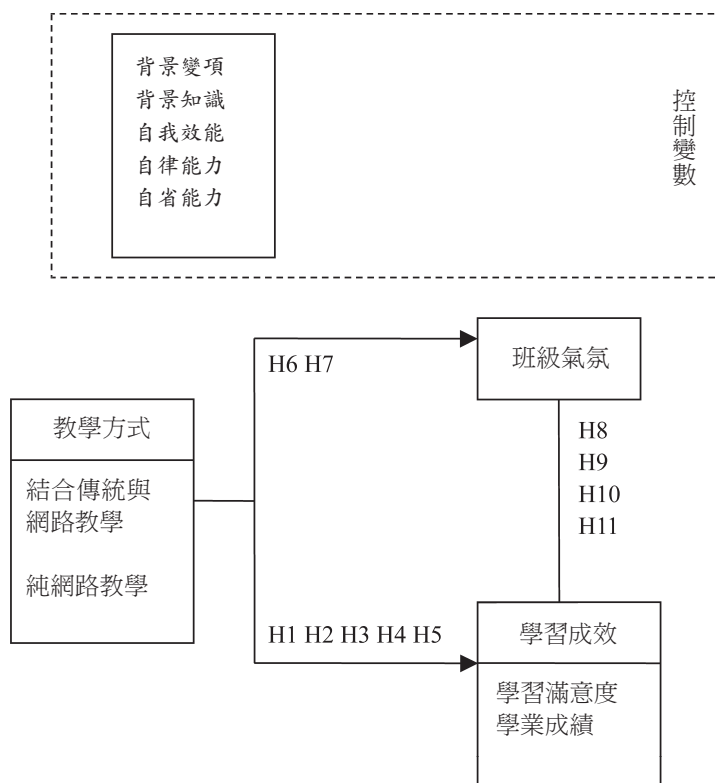 背景變項
背景知識
自我效能
自律能力
自省能力
控制變數
H6 H7
班級氣氛
教學方式
結合傳統與
網路教學
純網路教學
H8
H9
H10
H11
H1 H2 H3 H4 H5
學習成效
學習滿意度
學業成績